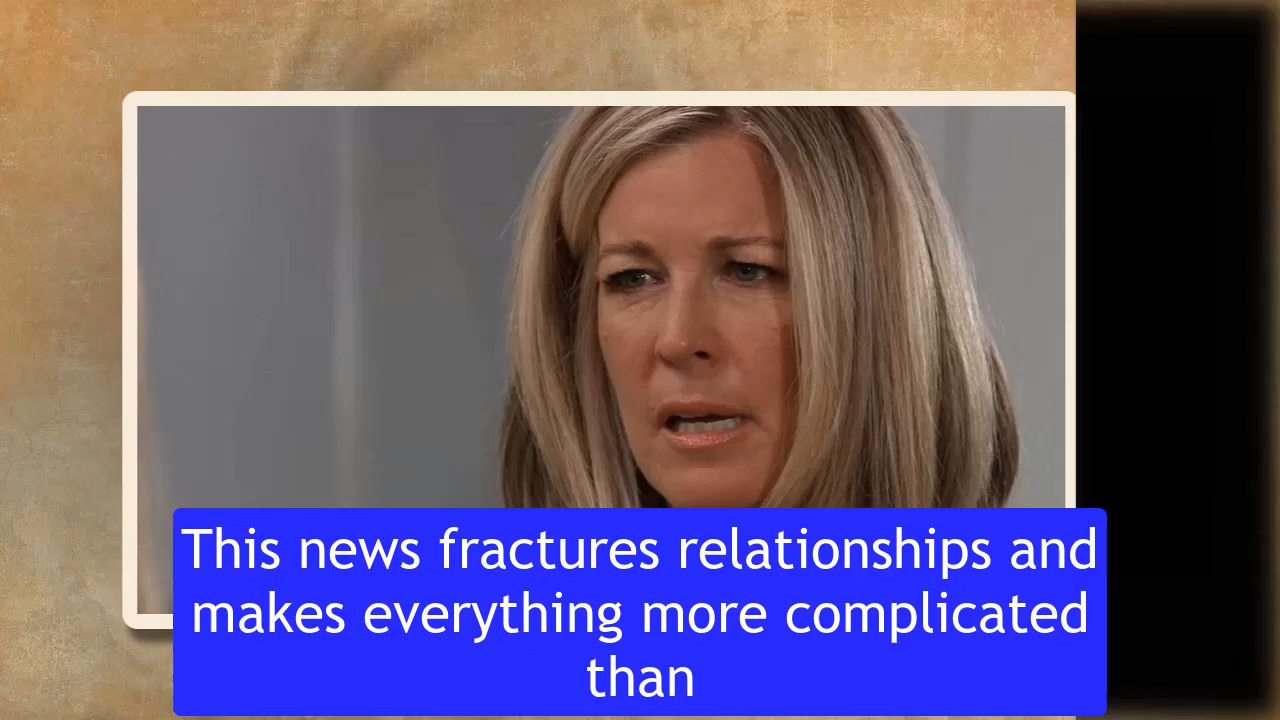 This news fractures relationships and
makes everything more complicated
than